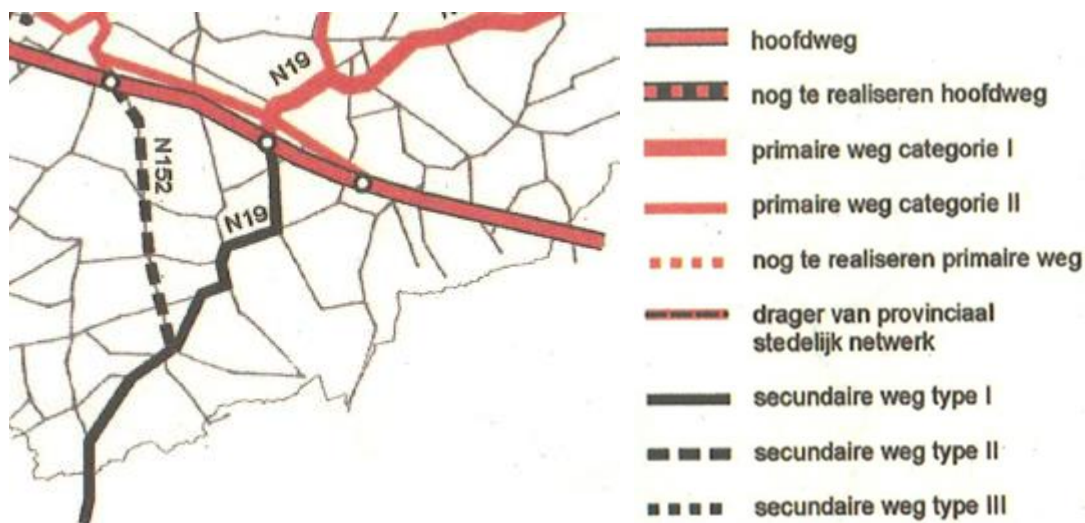 N19
N152
N19
hoofdweg
nog te realiseren hoofdweg
primaire weg categorie I
primaire weg categorie II
nog te realiseren primaire weg
drager van provinciaal
stedelijk netwerk
secundaire weg type I
secundaire weg type II
secundaire weg type III